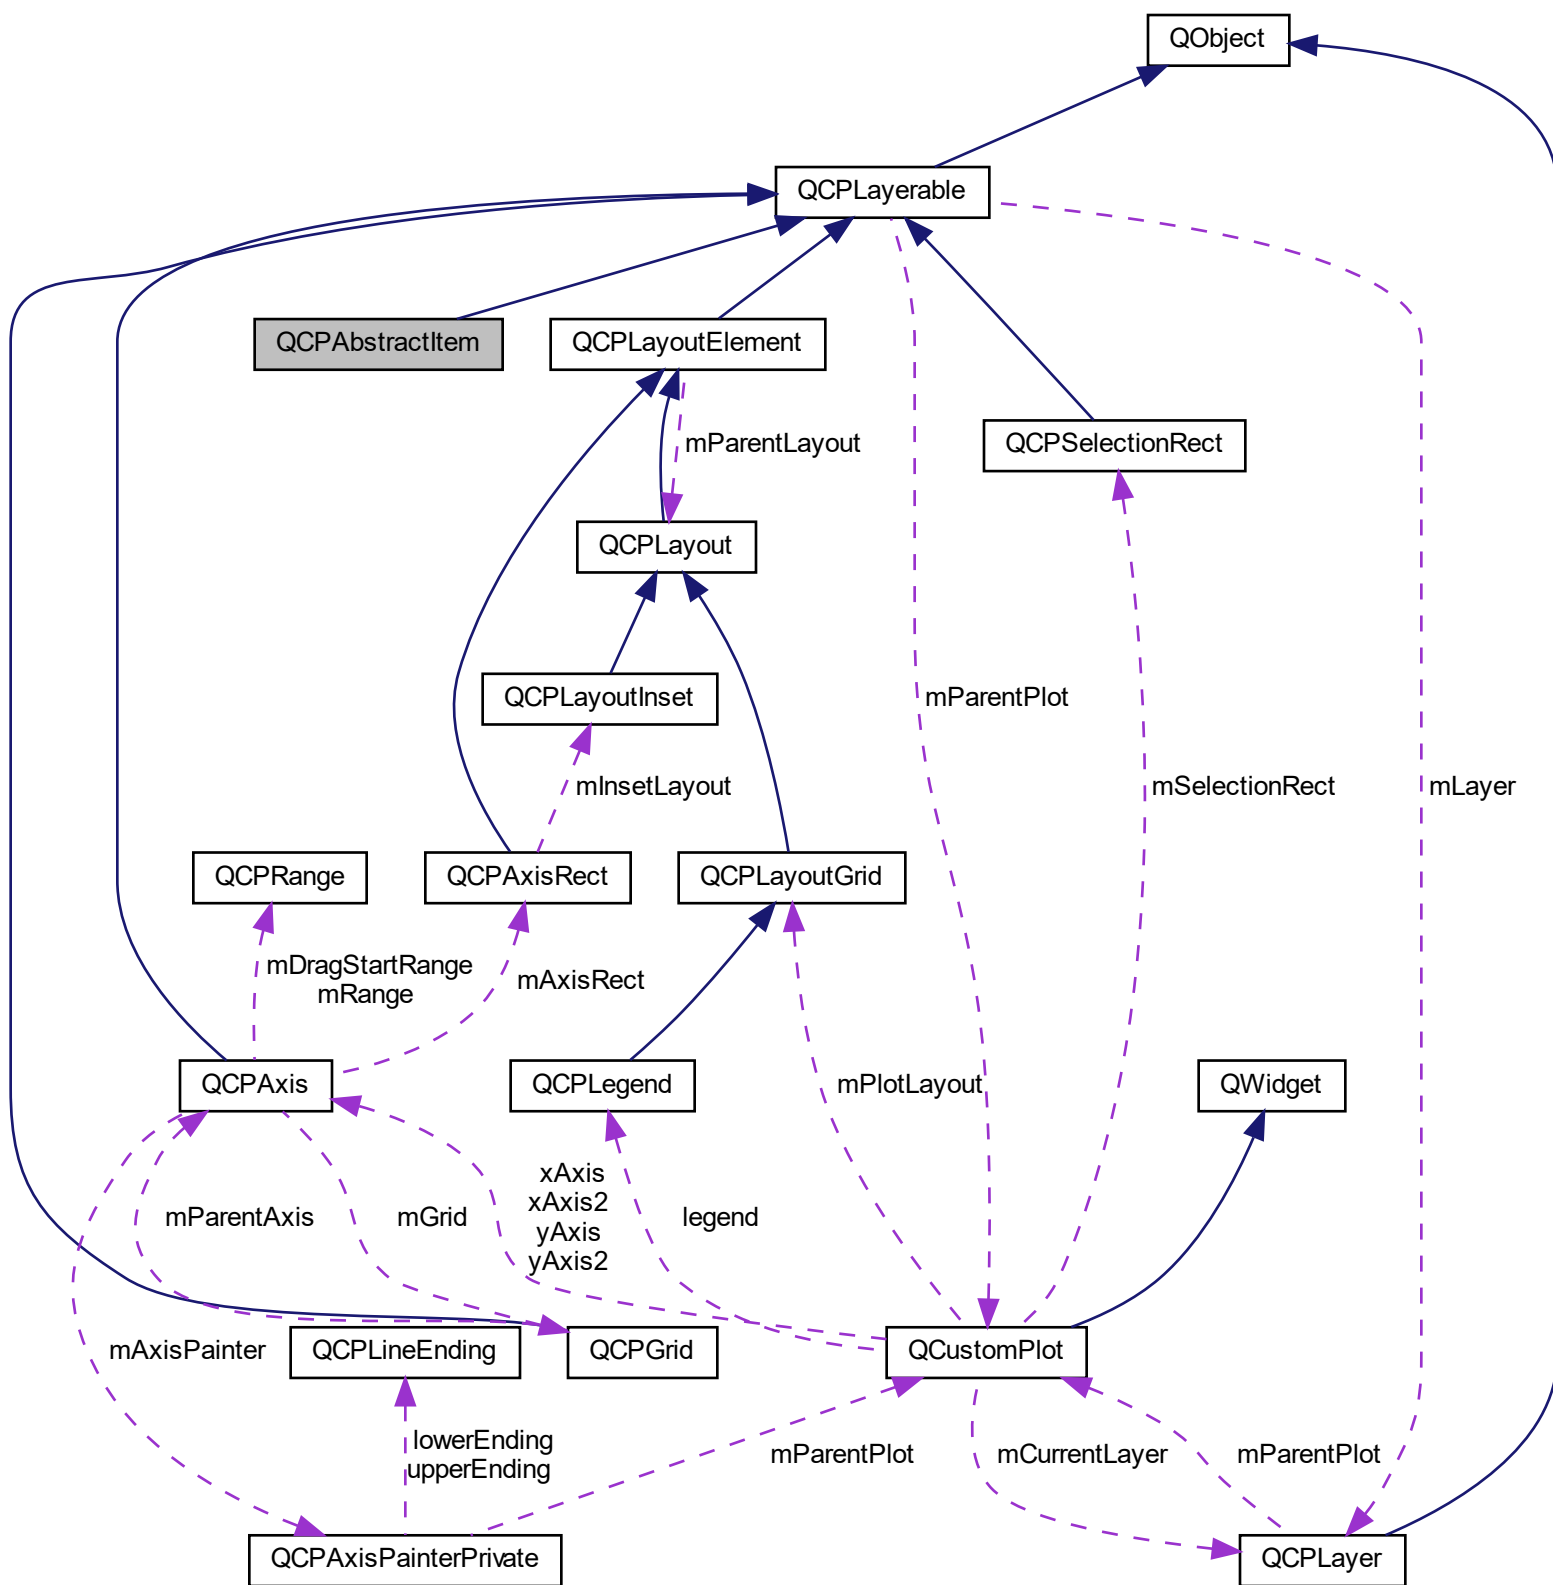 QObject
QCPLayerable
QCPAbstractItem
QCPLayoutElement
QCPSelectionRect
mParentLayout
QCPLayout
QCPLayoutInset
mParentPlot
mInsetLayout
mSelectionRect
mLayer
QCPRange
QCPAxisRect
QCPLayoutGrid
mDragStartRange
mRange
mAxisRect
QCPAxis
QCPLegend
mPlotLayout
QWidget
mParentAxis
mGrid
xAxis
xAxis2
yAxis
yAxis2
legend
mAxisPainter
QCPLineEnding
QCPGrid
QCustomPlot
lowerEnding
upperEnding
mParentPlot
mCurrentLayer
mParentPlot
QCPAxisPainterPrivate
QCPLayer